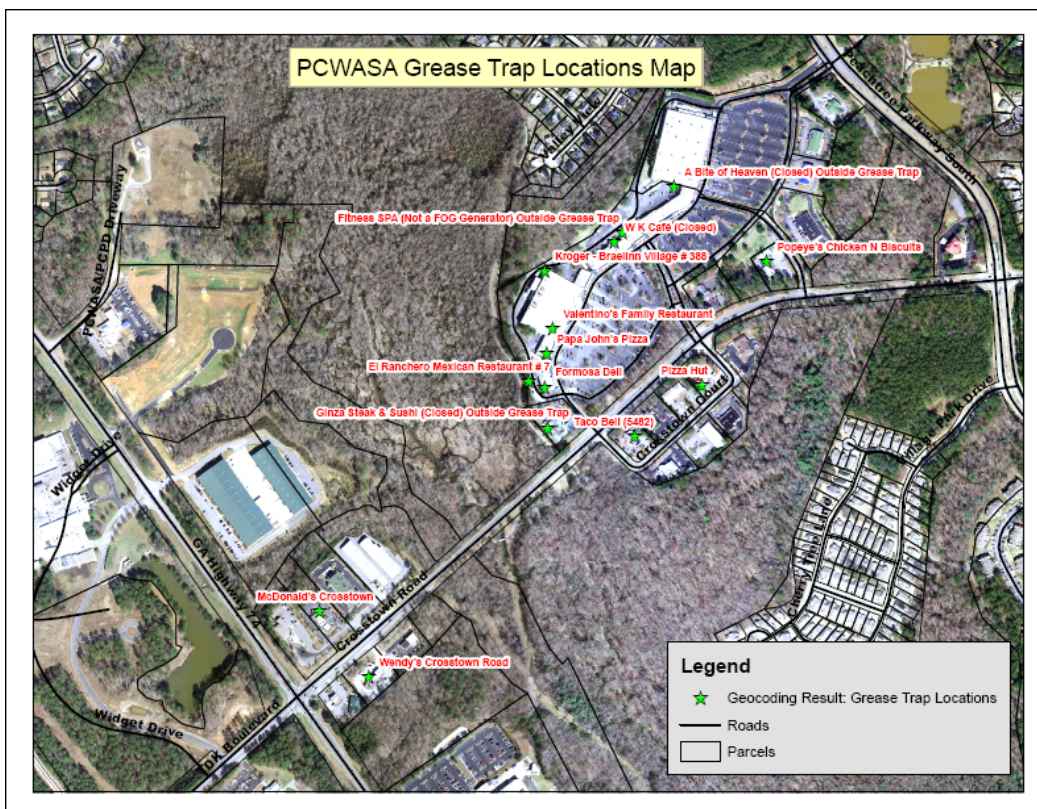 PCWASA Grease Trap Locations Map
Peachtree Parkway South
A Bite of Heaven (Closed) Outside Grease Trap
PCWASA/PCPD Driveway
Fitness SPA (Not a FOG Generator) Outside Grease Trap
W K Café (Closed)
Popeye's Chicken N Biscuits
Kroger - Braelinn Village # 388
Valentino's Family Restaurant
Papa John's Pizza
El Ranchero Mexican Restaurant # 7
Formosa Deli
Pizza Hut
Ginza Steak & Sushi (Closed) Outside Grease Trap
Taco Bell (5482)
Crosstown Court
Park Drive
Widget Drive
GA Highway 74
Lane
McDonald's Crosstown
Crosstown Road
Wendy's Crosstown Road
Widget Drive
TDK Boulevard
Legend
Geocoding Result: Grease Trap Locations
Roads
Parcels